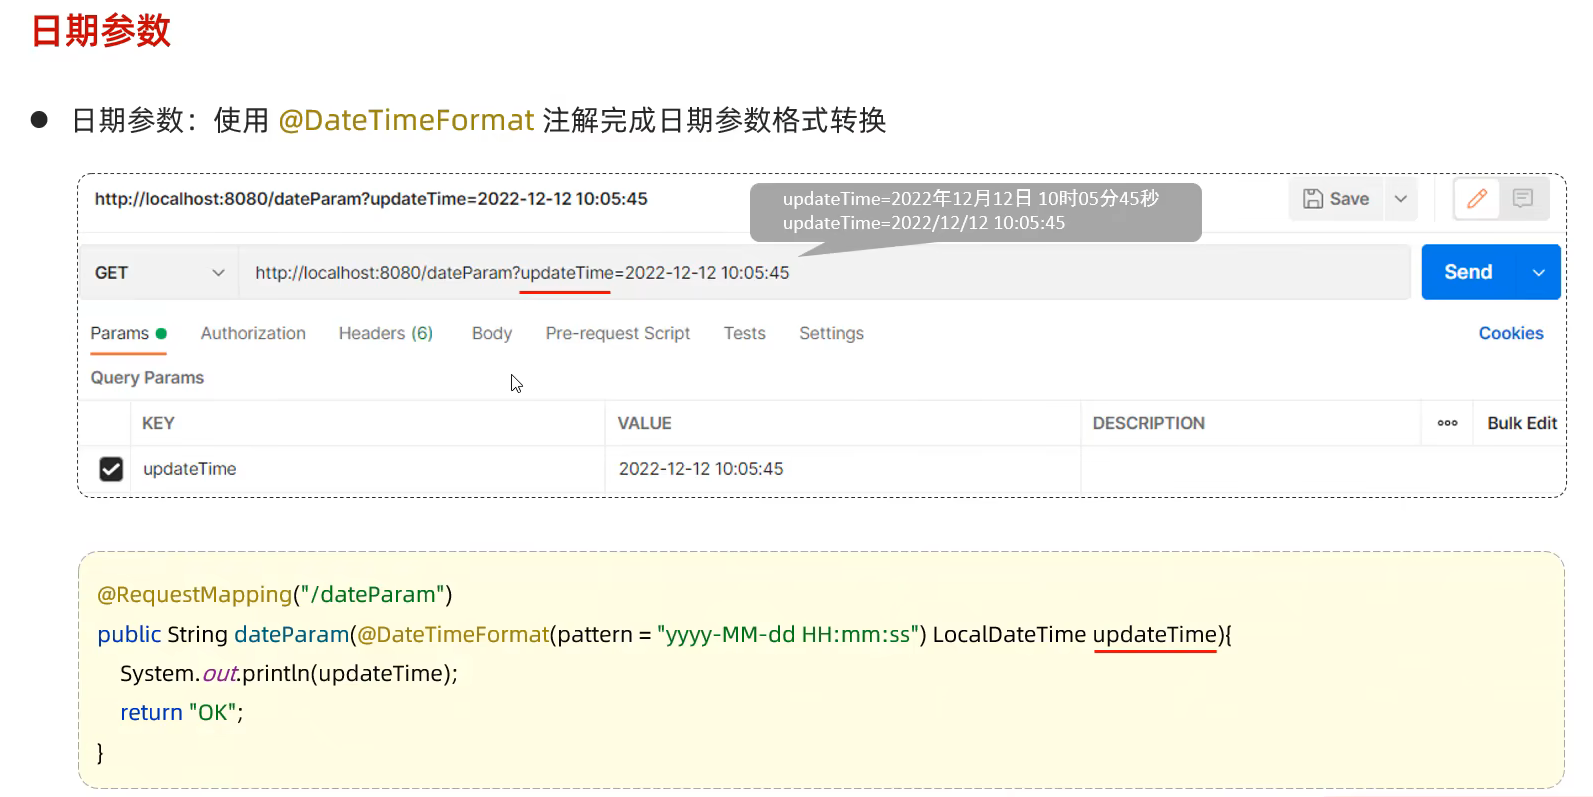 日期参数
● 日期参数：使用 @DateTimeFormat 注解完成日期参数格式转换
http://localhost:8080/dateParam?updateTime=2022-12-12 10:05:45
updateTime=2022年12月12日 10时05分45秒
updateTime=2022/12/12 10:05:45
Save
GET http://localhost:8080/dateParam?updateTime=2022-12-12 10:05:45 Send
Params Authorization Headers (6) Body Pre-request Script Tests Settings Cookies
Query Params
KEY VALUE DESCRIPTION ooo Bulk Edit
updateTime 2022-12-12 10:05:45
@RequestMapping("/dateParam")
public String dateParam(@DateTimeFormat(pattern = "yyyy-MM-dd HH:mm:ss") LocalDateTime updateTime){
System.out.println(updateTime);
return "OK";
}